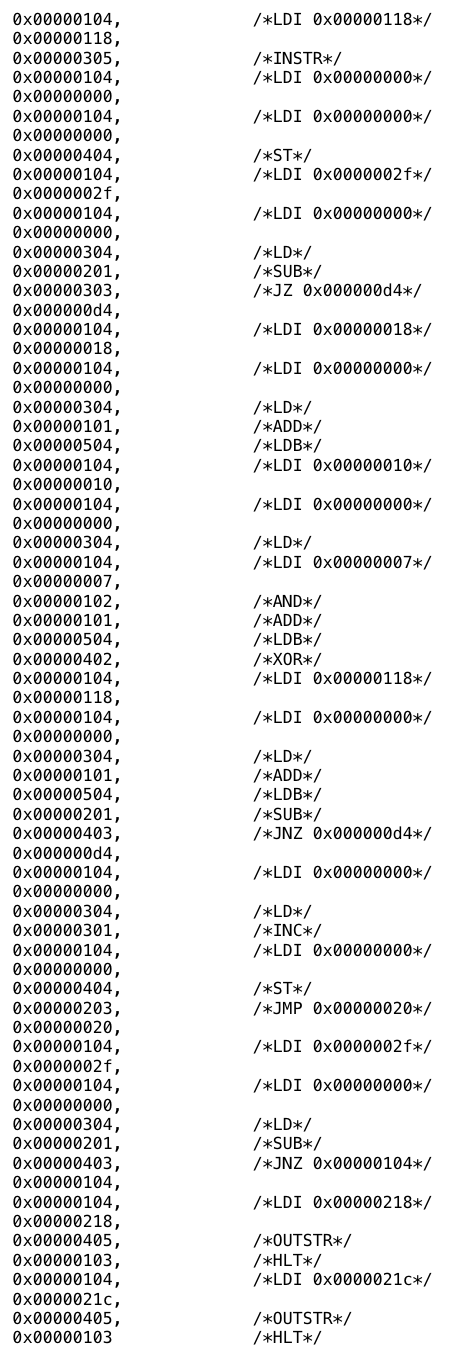 0x00000104, /*LDI 0x00000118*/
0x00000118,
0x00000305, /*INSTR*/
0x00000104, /*LDI 0x00000000*/
0x00000000,
0x00000104, /*LDI 0x00000000*/
0x00000000,
0x00000404, /*ST*/
0x00000104, /*LDI 0x0000002f*/
0x0000002f,
0x00000104, /*LDI 0x00000000*/
0x00000000,
0x00000304, /*LD*/
0x00000201, /*SUB*/
0x00000303, /*JZ 0x000000d4*/
0x000000d4,
0x00000104, /*LDI 0x00000018*/
0x00000018,
0x00000104, /*LDI 0x00000000*/
0x00000000,
0x00000304, /*LD*/
0x00000101, /*ADD*/
0x00000504, /*LDB*/
0x00000104, /*LDI 0x00000010*/
0x00000010,
0x00000104, /*LDI 0x00000000*/
0x00000000,
0x00000304, /*LD*/
0x00000104, /*LDI 0x00000007*/
0x00000007,
0x00000102, /*AND*/
0x00000101, /*ADD*/
0x00000504, /*LDB*/
0x00000402, /*XOR*/
0x00000104, /*LDI 0x00000118*/
0x00000118,
0x00000104, /*LDI 0x00000000*/
0x00000000,
0x00000304, /*LD*/
0x00000101, /*ADD*/
0x00000504, /*LDB*/
0x00000201, /*SUB*/
0x00000403, /*JNZ 0x000000d4*/
0x000000d4,
0x00000104, /*LDI 0x00000000*/
0x00000000,
0x00000304, /*LD*/
0x00000301, /*INC*/
0x00000104, /*LDI 0x00000000*/
0x00000000,
0x00000404, /*ST*/
0x00000203, /*JMP 0x00000020*/
0x00000020,
0x00000104, /*LDI 0x0000002f*/
0x0000002f,
0x00000104, /*LDI 0x00000000*/
0x00000000,
0x00000304, /*LD*/
0x00000201, /*SUB*/
0x00000403, /*JNZ 0x00000104*/
0x00000104,
0x00000104, /*LDI 0x00000218*/
0x00000218,
0x00000405, /*OUTSTR*/
0x00000103, /*HLT*/
0x00000104, /*LDI 0x0000021c*/
0x0000021c,
0x00000405, /*OUTSTR*/
0x00000103 /*HLT*/